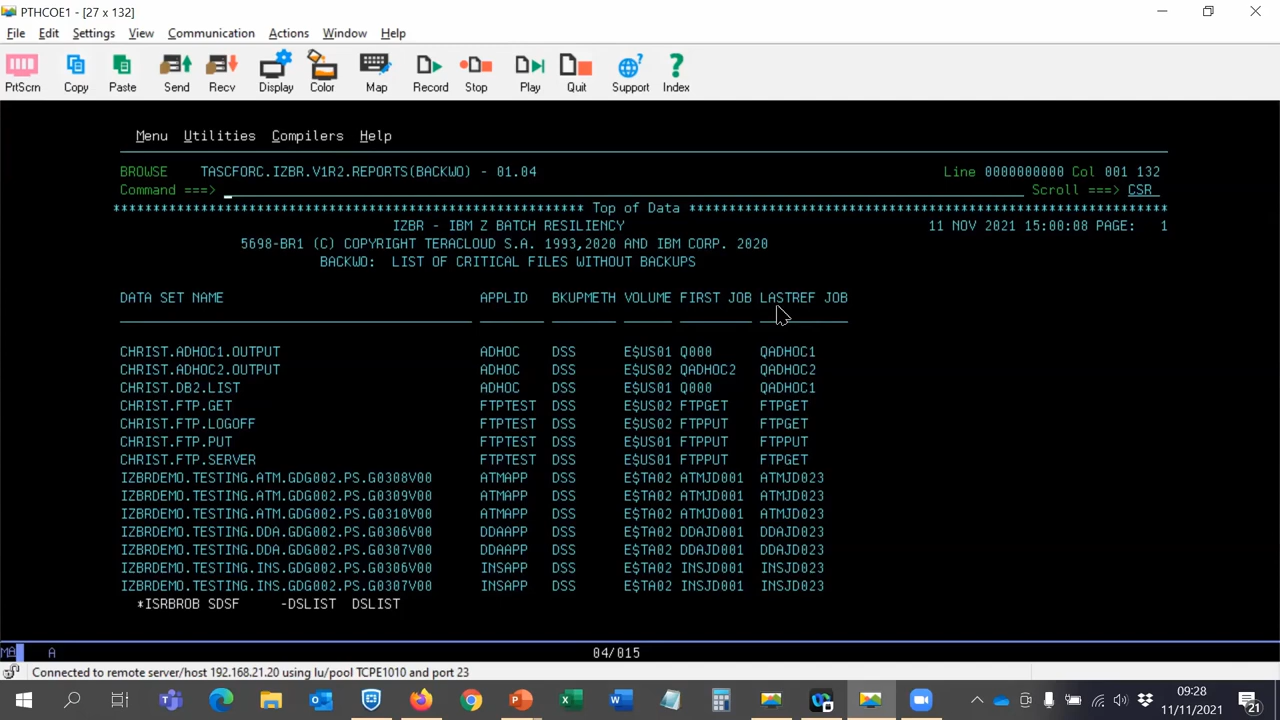 PTHCOE1 - [27 x 132]
File Edit Settings View Communication Actions Window Help
PrtScrn Copy Paste Send Recv Display Color Map Record Stop Play Quit Support Index
Menu Utilities Compilers Help
BROWSE TASCFORC.IZBR.V1R2.REPORTS(BACKWO) - 01.04 Line 0000000000 Col 001 132
Command ===> Scroll ===> CSR
********************************************************** Top of Data ************************************************************
IZBR - IBM Z BATCH RESILIENCY 11 NOV 2021 15:00:08 PAGE: 1
5698-BR1 (C) COPYRIGHT TERACLOUD S.A. 1993,2020 AND IBM CORP. 2020
BACKWO: LIST OF CRITICAL FILES WITHOUT BACKUPS
DATA SET NAME APPLID BKUPMETH VOLUME FIRST JOB LASTREF JOB
CHRIST.ADHOC1.OUTPUT ADHOC DSS E$US01 Q000 QADHOC1
CHRIST.ADHOC2.OUTPUT ADHOC DSS E$US02 QADHOC2 QADHOC2
CHRIST.DB2.LIST ADHOC DSS E$US01 Q000 QADHOC1
CHRIST.FTP.GET FTPTEST DSS E$US02 FTPGET FTPGET
CHRIST.FTP.LOGOFF FTPTEST DSS E$US02 FTPPUT FTPGET
CHRIST.FTP.PUT FTPTEST DSS E$US01 FTPPUT FTPPUT
CHRIST.FTP.SERVER FTPTEST DSS E$US01 FTPPUT FTPGET
IZBRDEMO.TESTING.ATM.GDG002.PS.G0308V00 ATMAPP DSS E$TA02 ATMJD001 ATMJD023
IZBRDEMO.TESTING.ATM.GDG002.PS.G0309V00 ATMAPP DSS E$TA02 ATMJD001 ATMJD023
IZBRDEMO.TESTING.ATM.GDG002.PS.G0310V00 ATMAPP DSS E$TA02 ATMJD001 ATMJD023
IZBRDEMO.TESTING.DDA.GDG002.PS.G0306V00 DDAAPP DSS E$TA02 DDAJD001 DDAJD023
IZBRDEMO.TESTING.DDA.GDG002.PS.G0307V00 DDAAPP DSS E$TA02 DDAJD001 DDAJD023
IZBRDEMO.TESTING.INS.GDG002.PS.G0306V00 INSAPP DSS E$TA02 INSJD001 INSJD023
IZBRDEMO.TESTING.INS.GDG002.PS.G0307V00 INSAPP DSS E$TA02 INSJD001 INSJD023
*ISRBROB SDSF -DSLIST DSLIST
A 04/015
Connected to remote server/host 192.168.21.20 using lu/pool TCPE1010 and port 23
09:28
11/11/2021
21